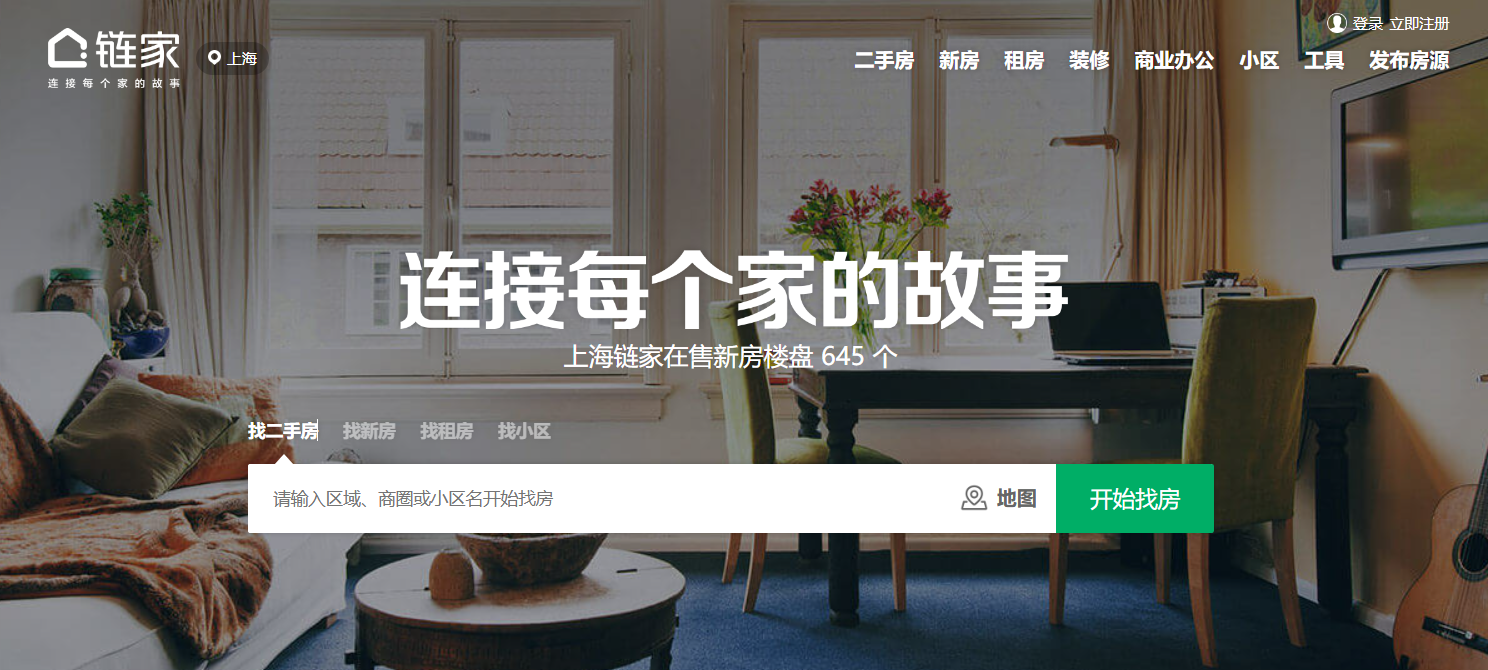 登录 立即注册
链家
连接每个家的故事
上海
二手房 新房 租房 装修 商业办公 小区 工具 发布房源
连接每个家的故事
上海链家在售新房楼盘 645 个
找二手房 找新房 找租房 找小区
请输入区域、商圈或小区名开始找房
地图
开始找房